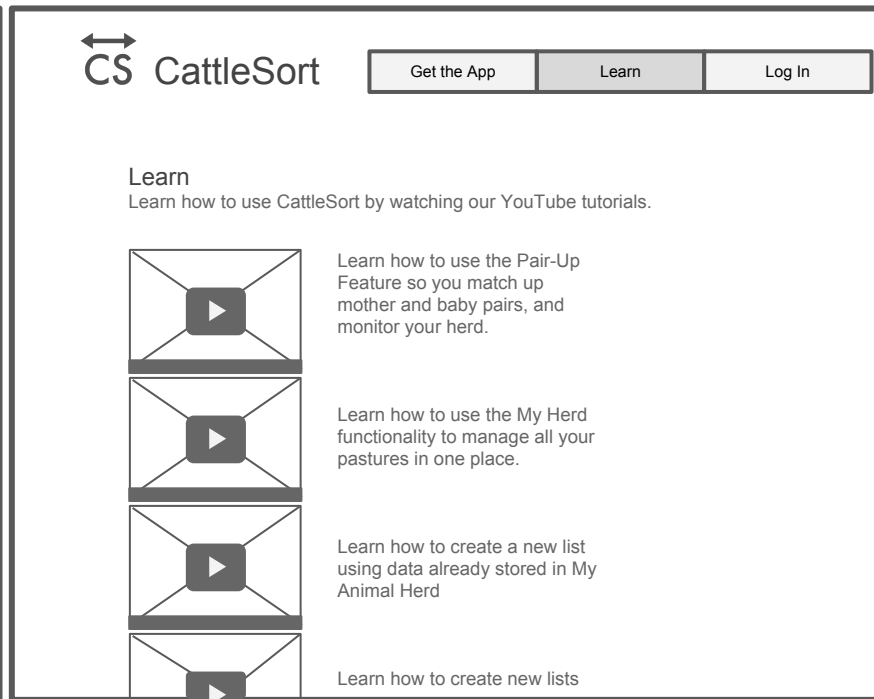 CS CattleSort
Get the App
Learn
Log In
Learn
Learn how to use CattleSort by watching our YouTube tutorials.
Learn how to use the Pair-Up
Feature so you match up
mother and baby pairs, and
monitor your herd.
Learn how to use the My Herd
functionality to manage all your
pastures in one place.
Learn how to create a new list
using data already stored in My
Animal Herd
Learn how to create new lists